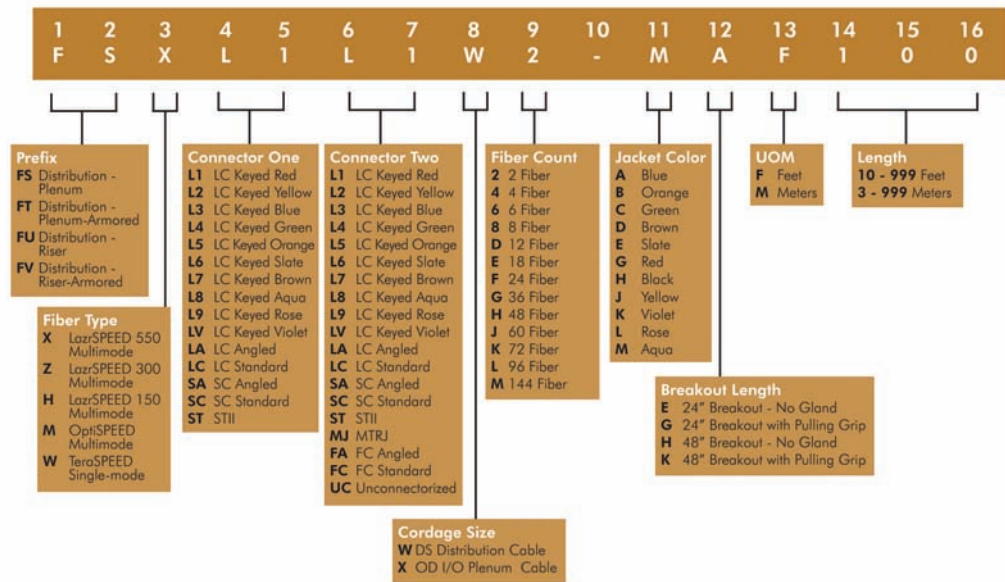 1 2 3 4 5 6 7 8 9 10 11 12 13 14 15 16
F S X L 1 L 1 W 2 - M A F 1 0 0
Prefix
FS Distribution -
Plenum
FT Distribution -
Plenum-Armored
FU Distribution -
Riser
FV Distribution -
Riser-Armored
Fiber Type
X LazrSPEED 550
Multimode
Z LazrSPEED 300
Multimode
H LazrSPEED 150
Multimode
M OptiSPEED
Multimode
W TeraSPEED
Single-mode
Connector One
L1 LC Keyed Red
L2 LC Keyed Yellow
L3 LC Keyed Blue
L4 LC Keyed Green
L5 LC Keyed Orange
L6 LC Keyed Slate
L7 LC Keyed Brown
L8 LC Keyed Aqua
L9 LC Keyed Rose
LV LC Keyed Violet
LA LC Angled
LC LC Standard
SA SC Angled
SC SC Standard
ST STII
Connector Two
L1 LC Keyed Red
L2 LC Keyed Yellow
L3 LC Keyed Blue
L4 LC Keyed Green
L5 LC Keyed Orange
L6 LC Keyed Slate
L7 LC Keyed Brown
L8 LC Keyed Aqua
L9 LC Keyed Rose
LV LC Keyed Violet
LA LC Angled
LC LC Standard
SA SC Angled
SC SC Standard
ST STII
MJ MTRJ
FA FC Angled
FC FC Standard
UC Unconnectorized
Cordage Size
W DS Distribution Cable
X OD I/O Plenum Cable
Fiber Count
2 2 Fiber
4 4 Fiber
6 6 Fiber
8 8 Fiber
D 12 Fiber
E 18 Fiber
F 24 Fiber
G 36 Fiber
H 48 Fiber
J 60 Fiber
K 72 Fiber
L 96 Fiber
M 144 Fiber
Jacket Color
A Blue
B Orange
C Green
D Brown
E Slate
G Red
H Black
J Yellow
K Violet
L Rose
M Aqua
Breakout Length
E 24" Breakout - No Gland
G 24" Breakout with Pulling Grip
H 48" Breakout - No Gland
K 48" Breakout with Pulling Grip
UOM
F Feet
M Meters
Length
10 - 999 Feet
3 - 999 Meters